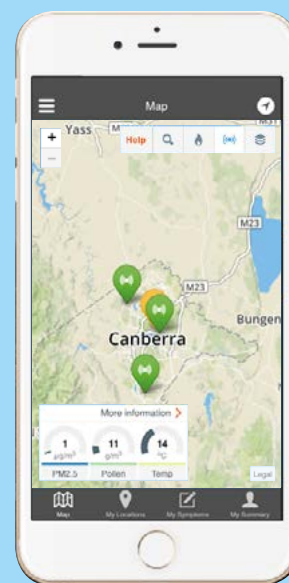 Map
M31
Yass
M
+
−
Help
M23
M23
Bungen
Canberra
More information >
1
µg/m³
PM2.5
11
g/m³
Pollen
14
°C
Temp
Legal
Map
My Locations
My Symptoms
My Summary